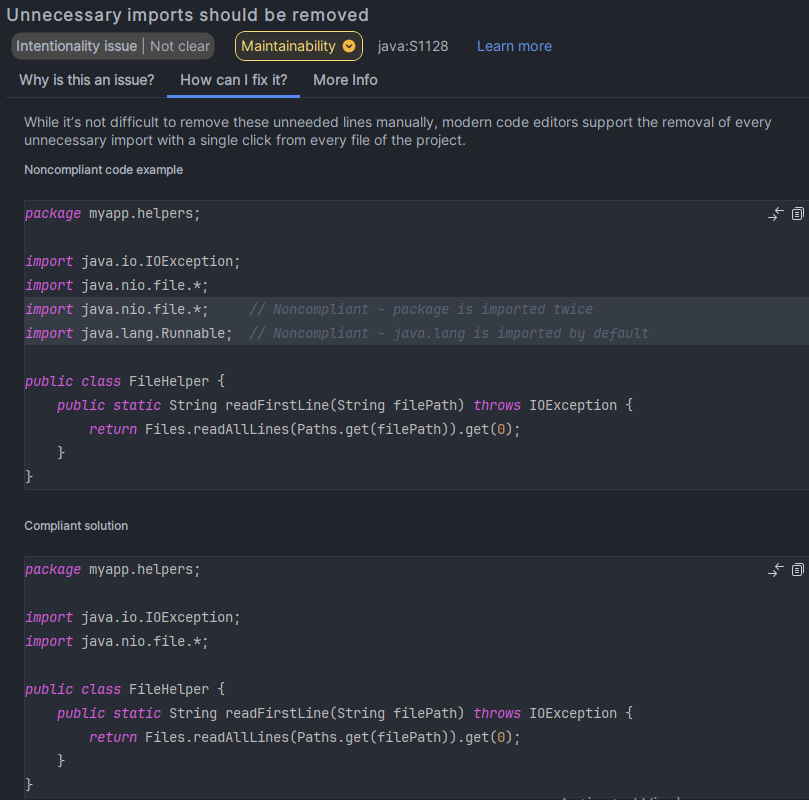 Unnecessary imports should be removed
Intentionality issue | Not clear Maintainability java:S1128 Learn more
Why is this an issue? How can I fix it? More Info
While it’s not difficult to remove these unneeded lines manually, modern code editors support the removal of every
unnecessary import with a single click from every file of the project.
Noncompliant code example
package myapp.helpers;
import java.io.IOException;
import java.nio.file.*;
import java.nio.file.*;     // Noncompliant - package is imported twice
import java.lang.Runnable;  // Noncompliant - java.lang is imported by default
public class FileHelper {
    public static String readFirstLine(String filePath) throws IOException {
        return Files.readAllLines(Paths.get(filePath)).get(0);
    }
}
Compliant solution
package myapp.helpers;
import java.io.IOException;
import java.nio.file.*;
public class FileHelper {
    public static String readFirstLine(String filePath) throws IOException {
        return Files.readAllLines(Paths.get(filePath)).get(0);
    }
}